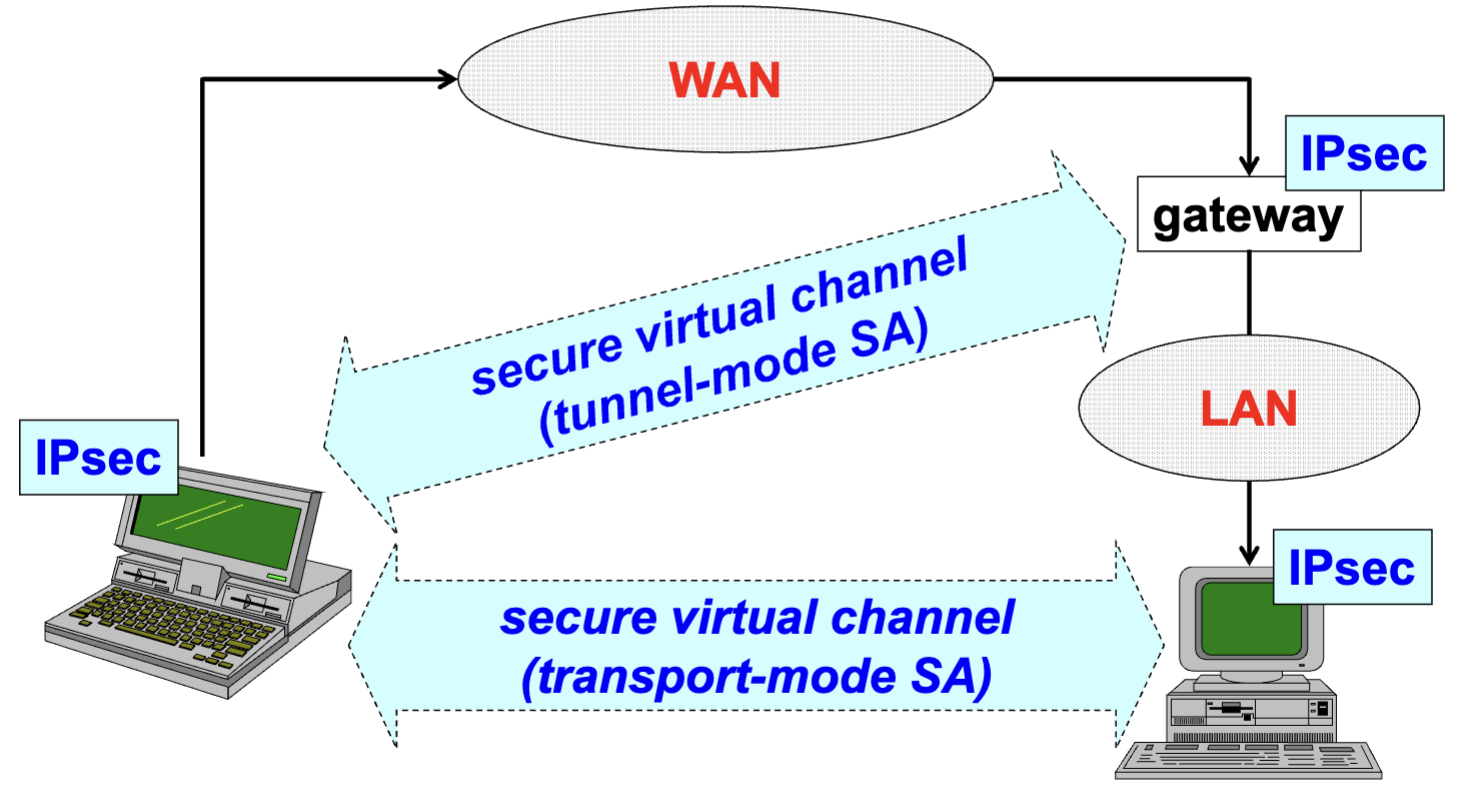 WAN
IPsec
gateway
secure virtual channel
(tunnel-mode SA)
LAN
IPsec
IPsec
secure virtual channel
(transport-mode SA)